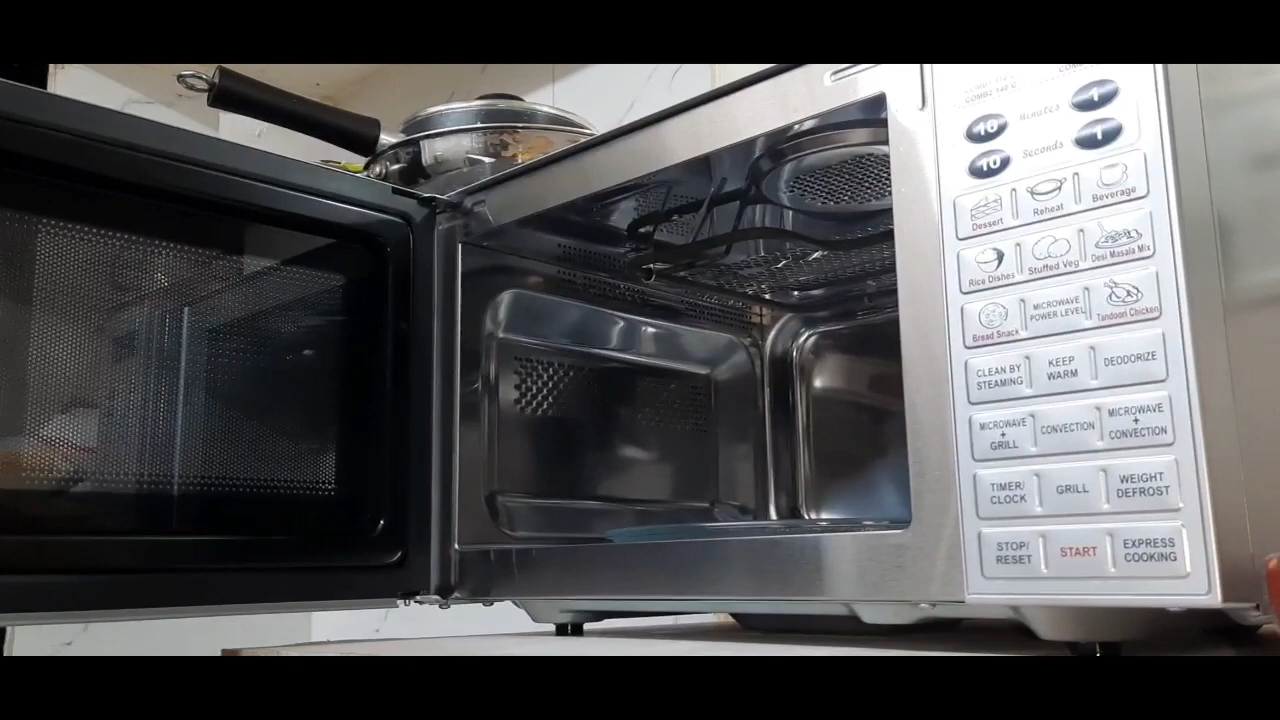 COMB2 140°C
10 Minutes 1
10 Seconds 1
Dessert Reheat Beverage
Rice Dishes Stuffed Veg Desi Masala Mix
Bread Snack MICROWAVE POWER LEVEL Tandoori Chicken
CLEAN BY STEAMING KEEP WARM DEODORIZE
MICROWAVE + GRILL CONVECTION MICROWAVE + CONVECTION
TIMER/ CLOCK GRILL WEIGHT DEFROST
STOP/ RESET START EXPRESS COOKING